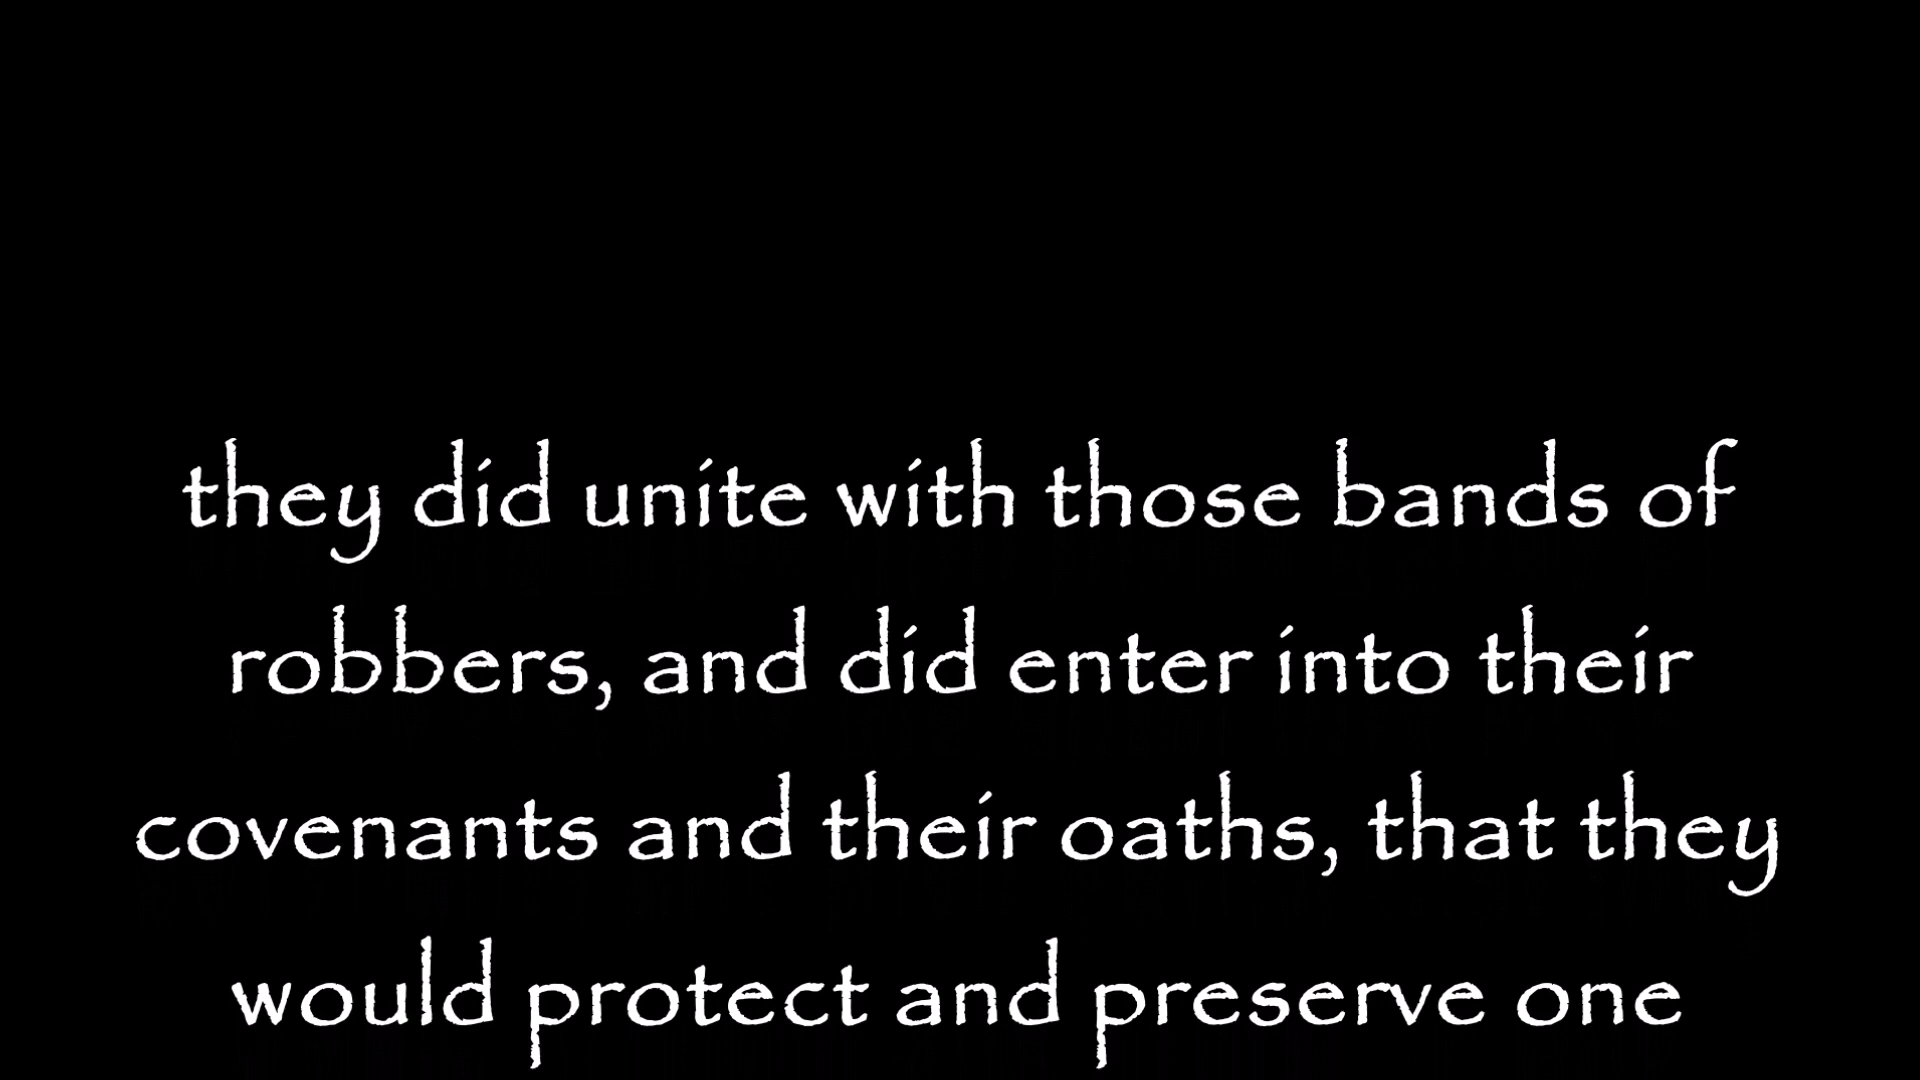 they did unite with those bands of
robbers, and did enter into their
covenants and their oaths, that they
would protect and preserve one